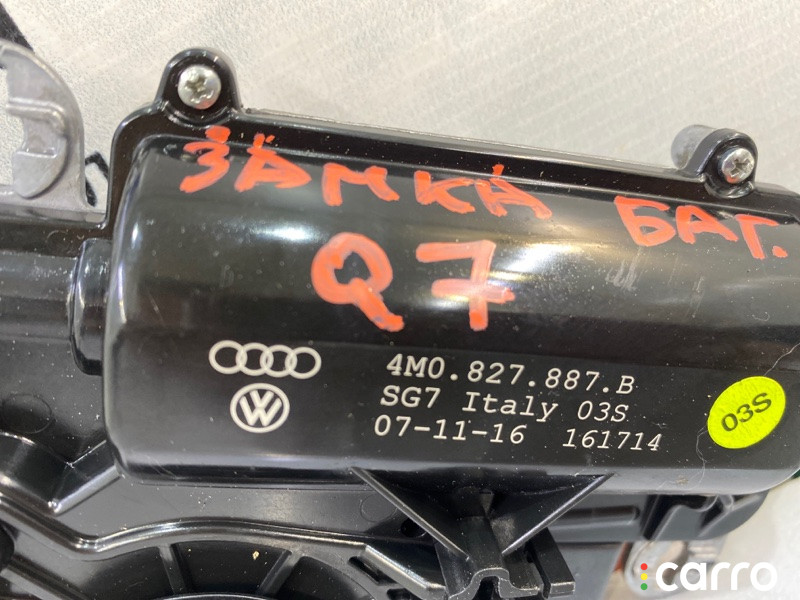 ЗАМКА БАГ.
Q7
4M0.827.887.B
SG7 Italy 03S
07-11-16 161714
03S
carro